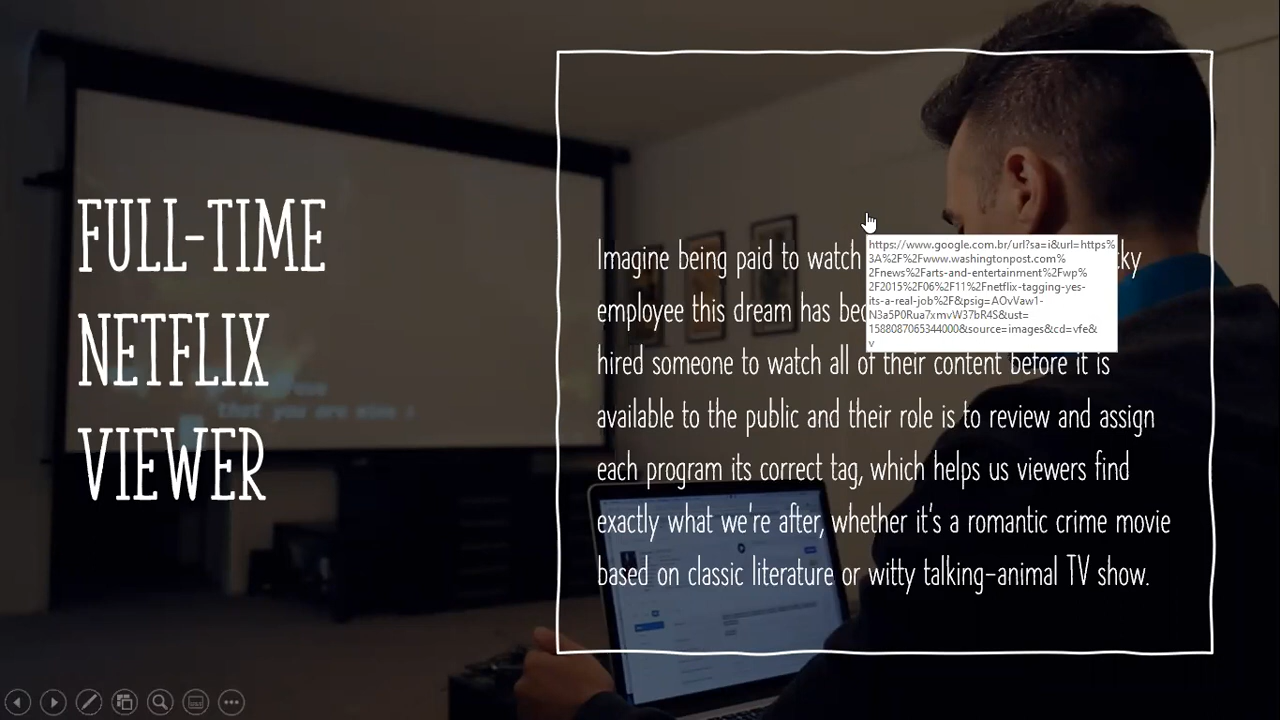 FULL-TIME
NETFLIX
VIEWER
Imagine being paid to watch
employee this dream has
hired someone to watch all of their content before it is
available to the public and their role is to review and assign
each program its correct tag, which helps us viewers find
exactly what we're after, whether it's a romantic crime movie
based on classic literature or witty talking-animal TV show.
https://www.google.com.br/url?sa=i&url=https%
3A%2F%2Fwww.washingtonpost.com%
2Fnews%2Farts-and-entertainment%2Fwp%
2F2015%2F06%2F11%2Fnetflix-tagging-yes-
its-a-real-job%2F&psig=AOvVaw1-
N3a5P0Rua7xmvW37bR4S&ust=
1588087065344000&source=images&cd=vfe&
v
that you are mine ♪